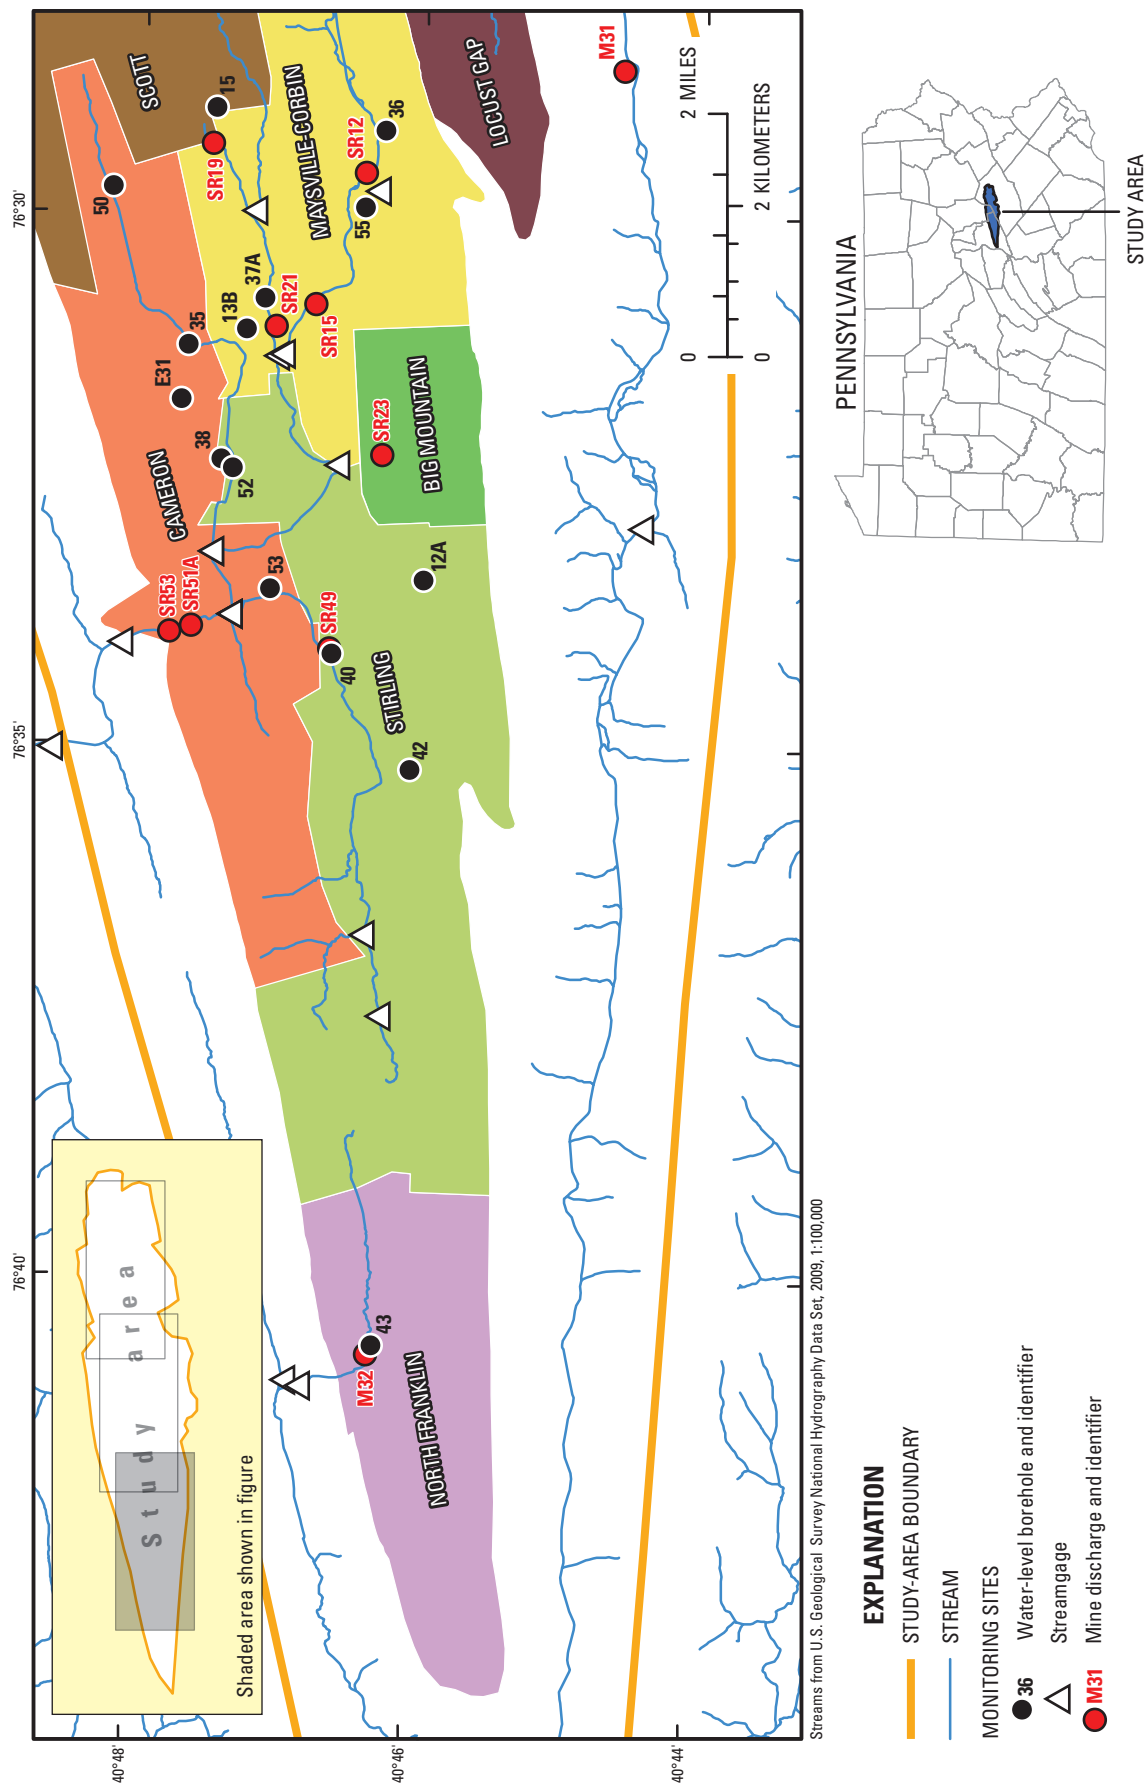 76°40'
76°35'
76°30'
40°48'
40°46'
40°44'
Study area
Shaded area shown in figure
SCOTT
CAMERON
MAYSVILLE-CORBIN
LOCUST GAP
BIG MOUNTAIN
STIRLING
NORTH FRANKLIN
50
15
SR19
36
SR12
55
37A
13B
SR21
SR15
35
E31
38
52
SR23
SR53
SR51A
53
12A
SR49
40
42
M32
43
M31
0
2 MILES
0
2 KILOMETERS
Streams from U.S. Geological Survey National Hydrography Data Set, 2009, 1:100,000
EXPLANATION
STUDY-AREA BOUNDARY
STREAM
MONITORING SITES
36 Water-level borehole and identifier
Streamgage
M31 Mine discharge and identifier
PENNSYLVANIA
STUDY AREA